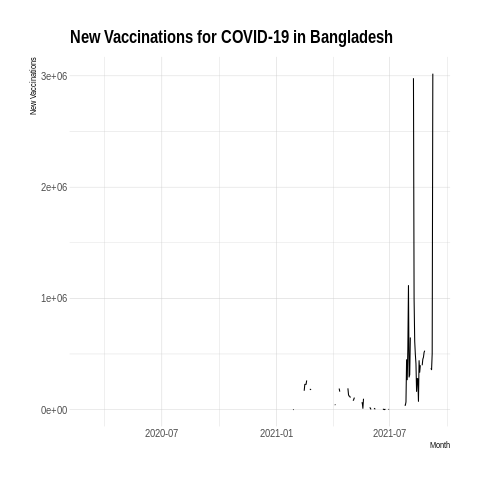 New Vaccinations for COVID-19 in Bangladesh
New Vaccinations
3e+06
2e+06
1e+06
0e+00
2020-07 2021-01 2021-07
Month